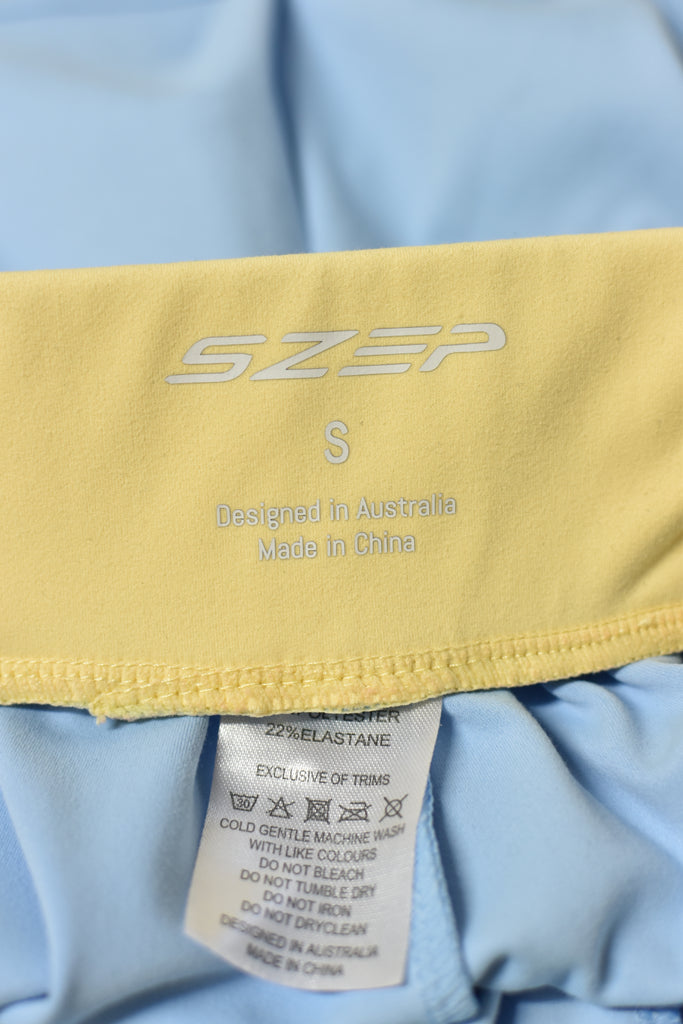 SZEP
S
Designed in Australia
Made in China
POLYESTER
22%ELASTANE
EXCLUSIVE OF TRIMS
30
COLD GENTLE MACHINE WASH
WITH LIKE COLOURS
DO NOT BLEACH
DO NOT TUMBLE DRY
DO NOT IRON
DO NOT DRYCLEAN
DESIGNED IN AUSTRALIA
MADE IN CHINA